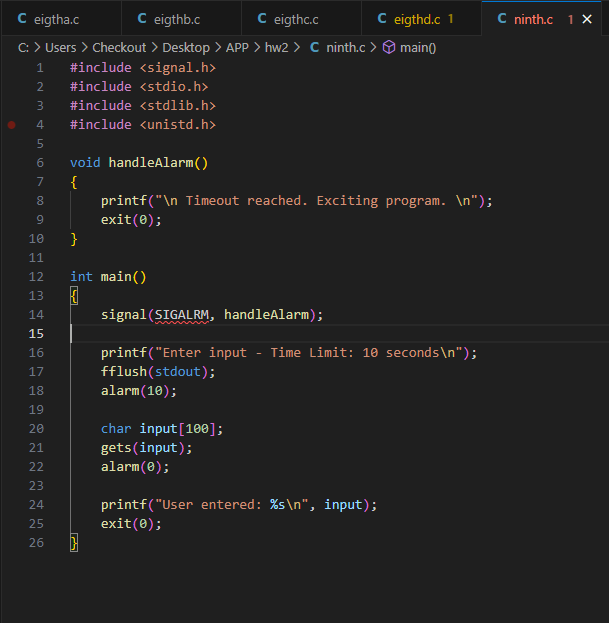 C eigtha.c C eigthb.c C eigthc.c C eigthd.c 1 C ninth.c 1 ×
C: > Users > Checkout > Desktop > APP > hw2 > C ninth.c > main()
1 #include <signal.h>
2 #include <stdio.h>
3 #include <stdlib.h>
4 #include <unistd.h>
5
6 void handleAlarm()
7 {
8 printf("\n Timeout reached. Exciting program. \n");
9 exit(0);
10 }
11
12 int main()
13 {
14 signal(SIGALRM, handleAlarm);
15
16 printf("Enter input - Time Limit: 10 seconds\n");
17 fflush(stdout);
18 alarm(10);
19
20 char input[100];
21 gets(input);
22 alarm(0);
23
24 printf("User entered: %s\n", input);
25 exit(0);
26 }